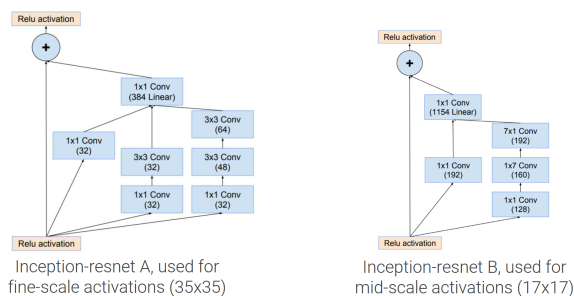 Relu activation
+
1x1 Conv
(384 Linear)
3x3 Conv
(64)
1x1 Conv
(32)
3x3 Conv
(32)
3x3 Conv
(48)
1x1 Conv
(32)
1x1 Conv
(32)
Relu activation
Inception-resnet A, used for
fine-scale activations (35x35)
Relu activation
+
1x1 Conv
(1154 Linear)
7x1 Conv
(192)
1x1 Conv
(192)
1x7 Conv
(160)
1x1 Conv
(128)
Relu activation
Inception-resnet B, used for
mid-scale activations (17x17)